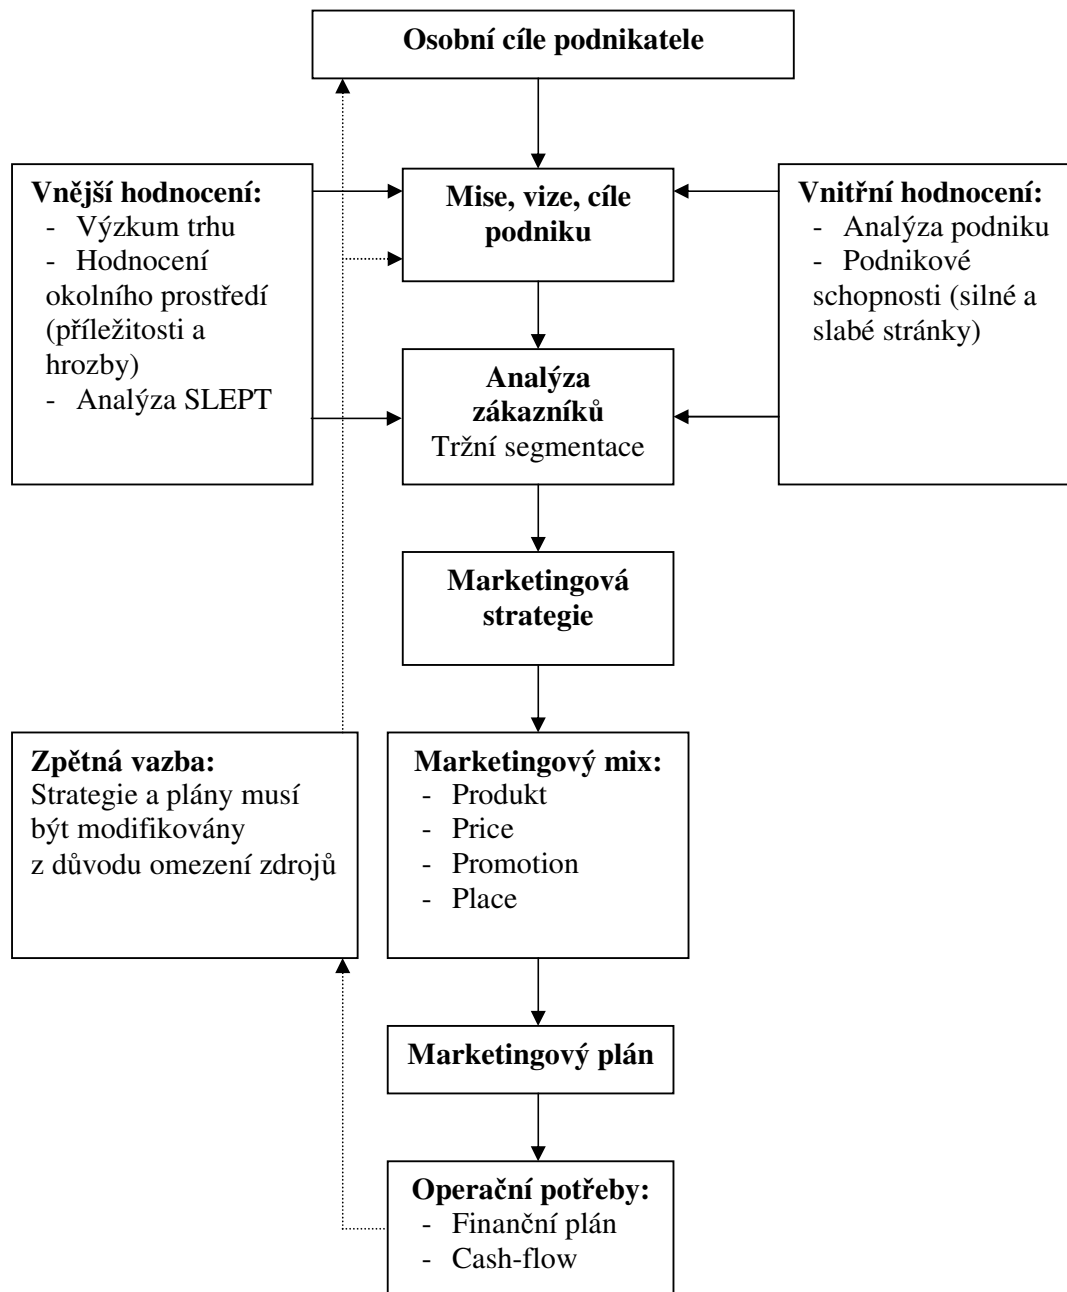 Osobní cíle podnikatele
Vnější hodnocení:
- Výzkum trhu
- Hodnocení
okolního prostředí
(příležitosti a
hrozby)
- Analýza SLEPT
Mise, vize, cíle
podniku
Vnitřní hodnocení:
- Analýza podniku
- Podnikové
schopnosti (silné a
slabé stránky)
Analýza
zákazníků
Tržní segmentace
Marketingová
strategie
Zpětná vazba:
Strategie a plány musí
být modifikovány
z důvodu omezení zdrojů
Marketingový mix:
- Produkt
- Price
- Promotion
- Place
Marketingový plán
Operační potřeby:
- Finanční plán
- Cash-flow